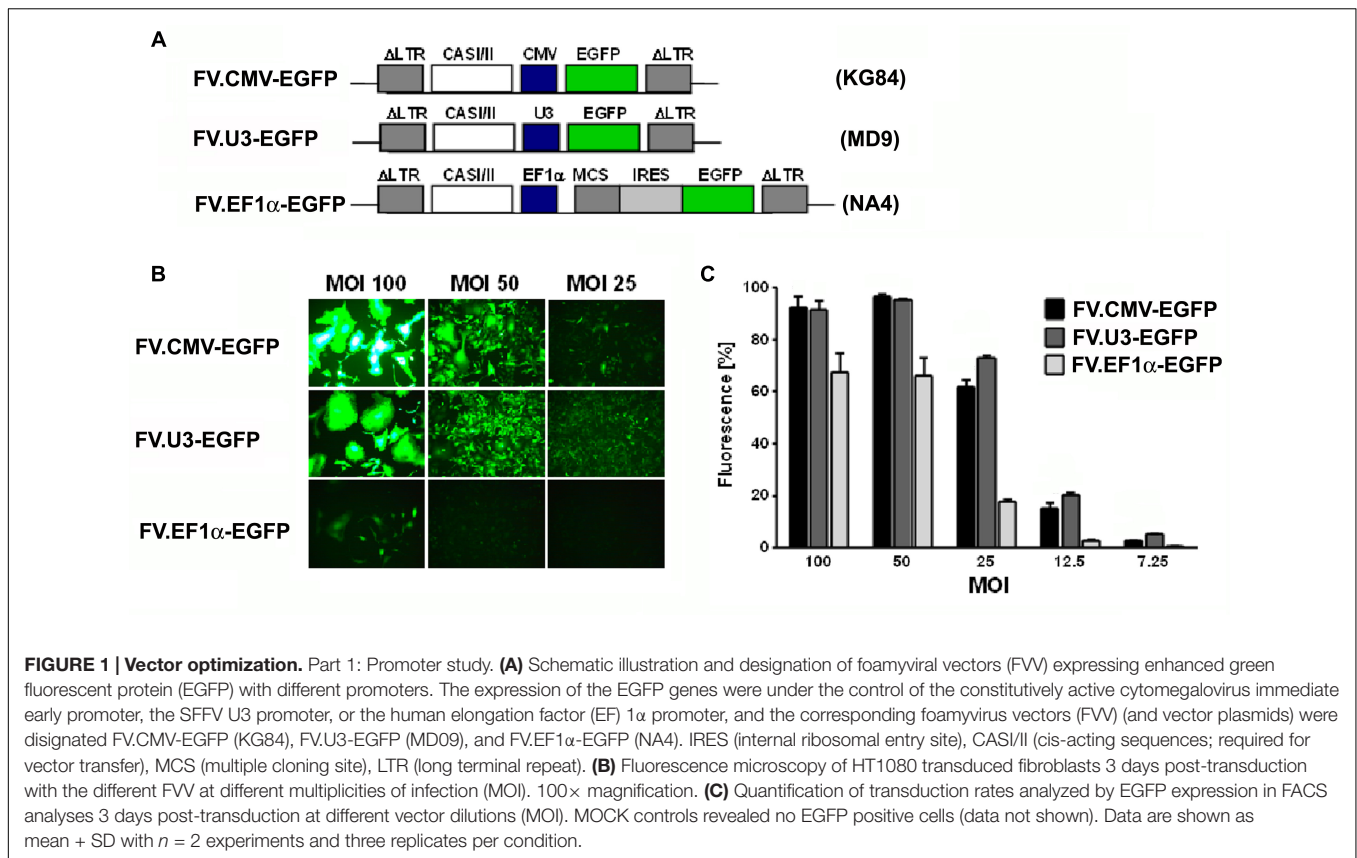 A
ΔLTR CASI/II CMV EGFP ΔLTR
FV.CMV-EGFP (KG84)
ΔLTR CASI/II U3 EGFP ΔLTR
FV.U3-EGFP (MD9)
ΔLTR CASI/II EF1α MCS IRES EGFP ΔLTR
FV.EF1α-EGFP (NA4)
B
MOI 100 MOI 50 MOI 25
FV.CMV-EGFP
FV.U3-EGFP
FV.EF1α-EGFP
C
Fluorescence [%]
100
80
60
40
20
0
100 50 25 12.5 7.25
MOI
FV.CMV-EGFP
FV.U3-EGFP
FV.EF1α-EGFP
FIGURE 1 | Vector optimization. Part 1: Promoter study. (A) Schematic illustration and designation of foamyviral vectors (FVV) expressing enhanced green
fluorescent protein (EGFP) with different promoters. The expression of the EGFP genes were under the control of the constitutively active cytomegalovirus immediate
early promoter, the SFFV U3 promoter, or the human elongation factor (EF) 1α promoter, and the corresponding foamyvirus vectors (FVV) (and vector plasmids) were
disignated FV.CMV-EGFP (KG84), FV.U3-EGFP (MD09), and FV.EF1α-EGFP (NA4). IRES (internal ribosomal entry site), CASI/II (cis-acting sequences; required for
vector transfer), MCS (multiple cloning site), LTR (long terminal repeat). (B) Fluorescence microscopy of HT1080 transduced fibroblasts 3 days post-transduction
with the different FVV at different multiplicities of infection (MOI). 100× magnification. (C) Quantification of transduction rates analyzed by EGFP expression in FACS
analyses 3 days post-transduction at different vector dilutions (MOI). MOCK controls revealed no EGFP positive cells (data not shown). Data are shown as
mean + SD with n = 2 experiments and three replicates per condition.